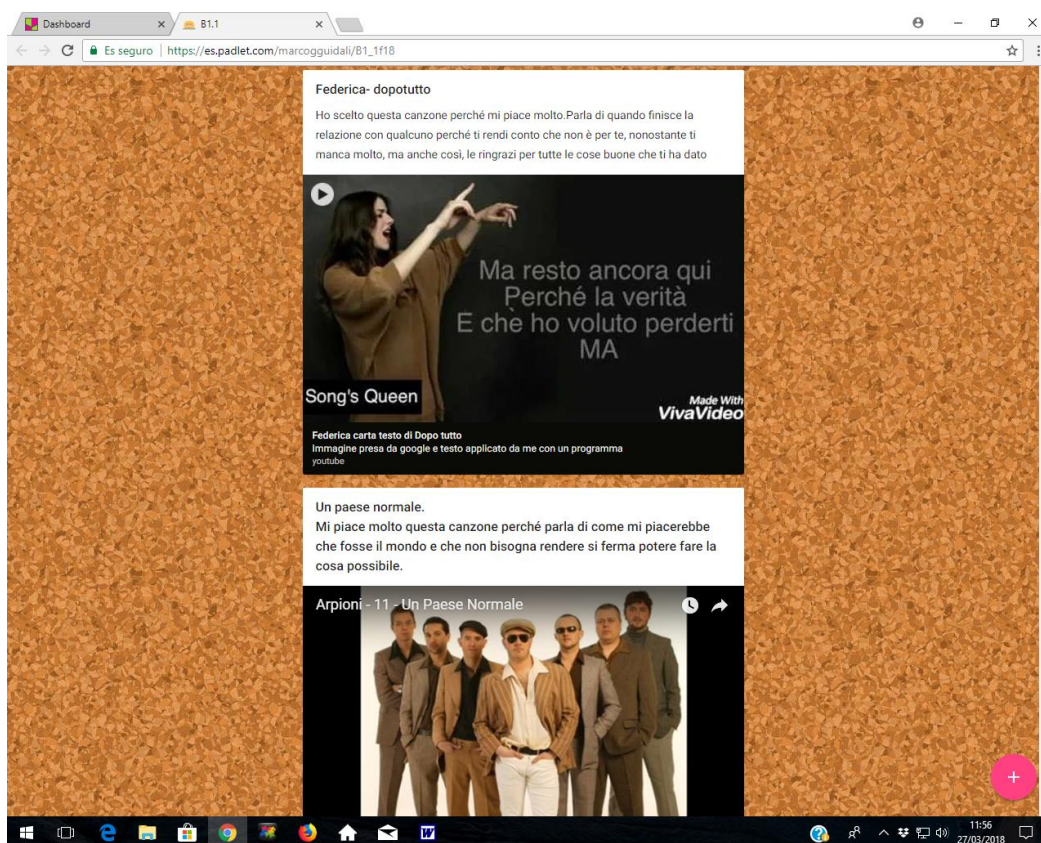 Dashboard
B1.1
Es seguro
https://es.padlet.com/marcogguidali/B1_1f18
Federica- dopotutto
Ho scelto questa canzone perché mi piace molto.Parla di quando finisce la
relazione con qualcuno perché ti rendi conto che non è per te, nonostante ti
manca molto, ma anche così, le ringrazi per tutte le cose buone che ti ha dato
Ma resto ancora qui
Perché la verità
E che ho voluto perderti
MA
Song's Queen
Made With
VivaVideo
Federica carta testo di Dopo tutto
Immagine presa da google e testo applicato da me con un programma
youtube
Un paese normale.
Mi piace molto questa canzone perché parla di come mi piacerebbe
che fosse il mondo e che non bisogna rendere si ferma potere fare la
cosa possibile.
Arpioni - 11 - Un Paese Normale
11:56
27/03/2018